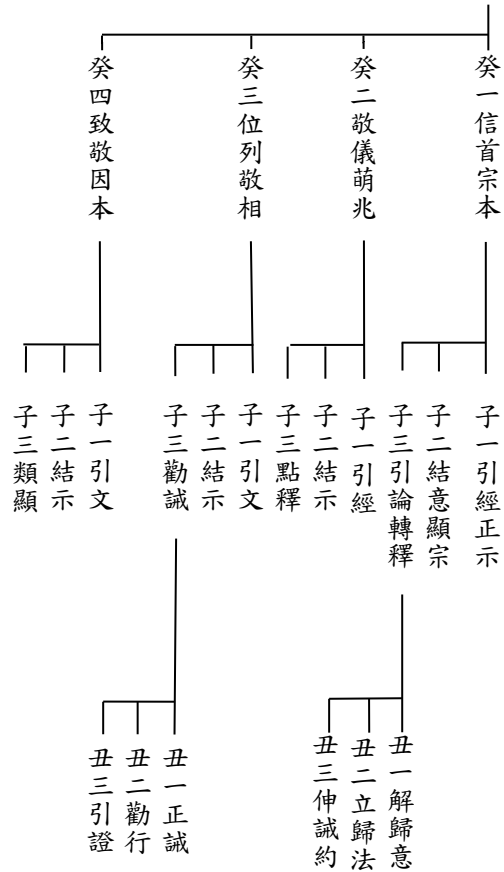 癸一信首宗本
癸二敬儀萌兆
癸三位列敬相
癸四致敬因本
子一引經正示
子二結意顯宗
子三引論轉釋
子一引經
子二結示
子三點釋
子一引文
子二結示
子三勸誡
子一引文
子二結示
子三類顯
丑一解歸意
丑二立歸法
丑三伸誡約
丑一正誡
丑二勸行
丑三引證